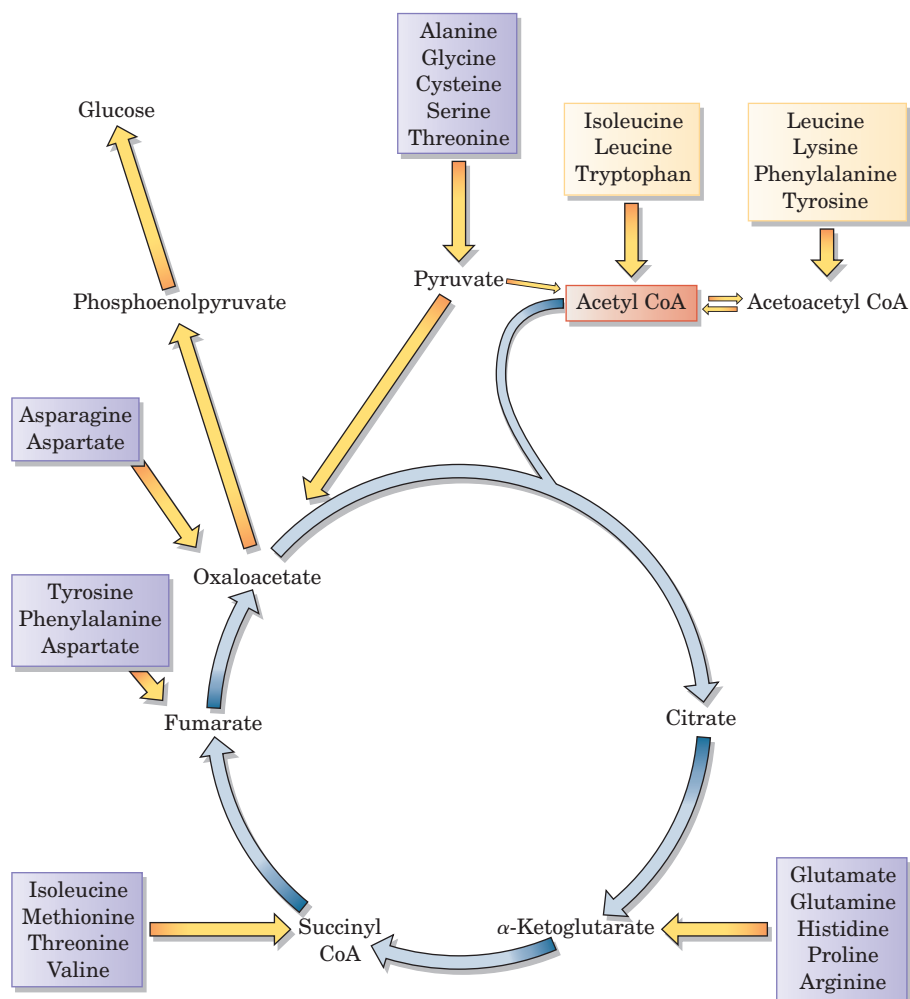 Alanine
Glycine
Cysteine
Serine
Threonine
Glucose
Isoleucine
Leucine
Tryptophan
Leucine
Lysine
Phenylalanine
Tyrosine
Pyruvate
Acetyl CoA
Acetoacetyl CoA
Phosphoenolpyruvate
Asparagine
Aspartate
Oxaloacetate
Tyrosine
Phenylalanine
Aspartate
Fumarate
Citrate
Isoleucine
Methionine
Threonine
Valine
Succinyl
CoA
α-Ketoglutarate
Glutamate
Glutamine
Histidine
Proline
Arginine